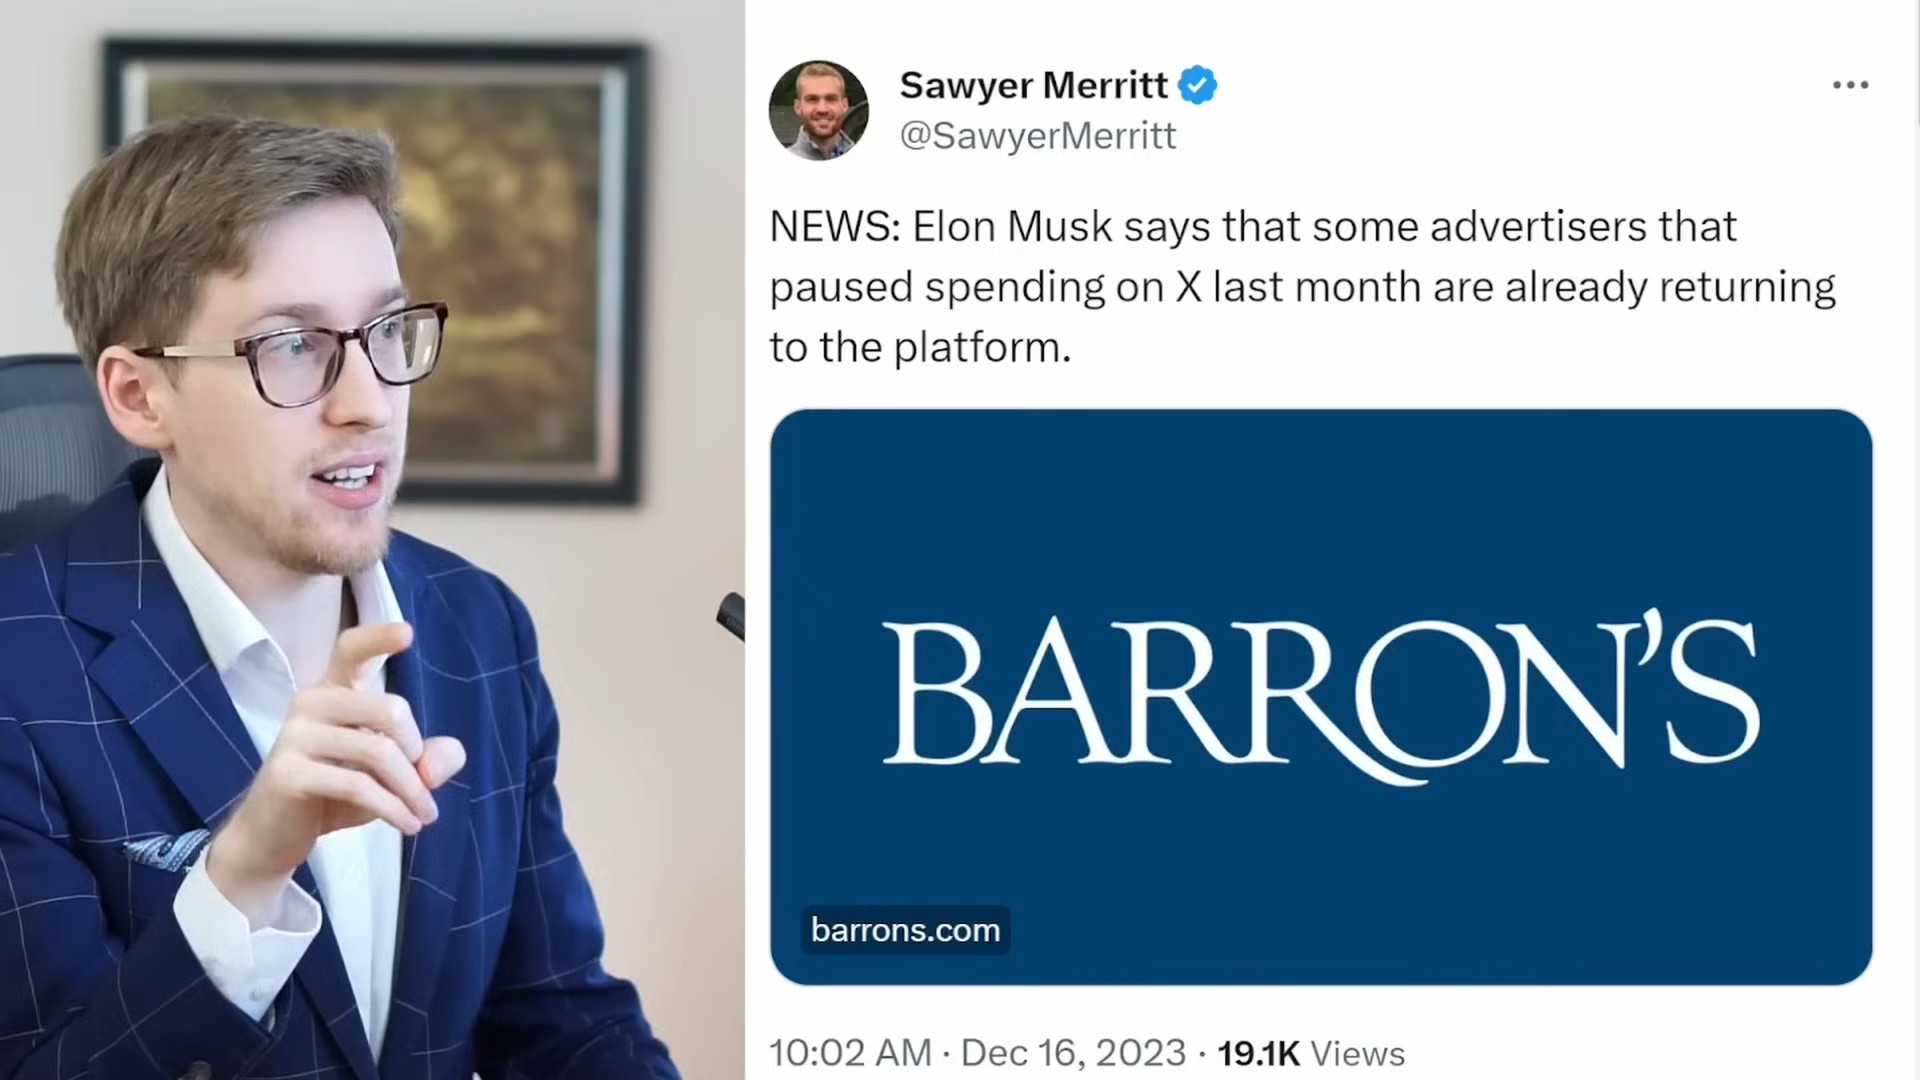 Sawyer Merritt
@SawyerMerritt
NEWS: Elon Musk says that some advertisers that
paused spending on X last month are already returning
to the platform.
BARRON'S
barrons.com
10:02 AM · Dec 16, 2023 · 19.1K Views